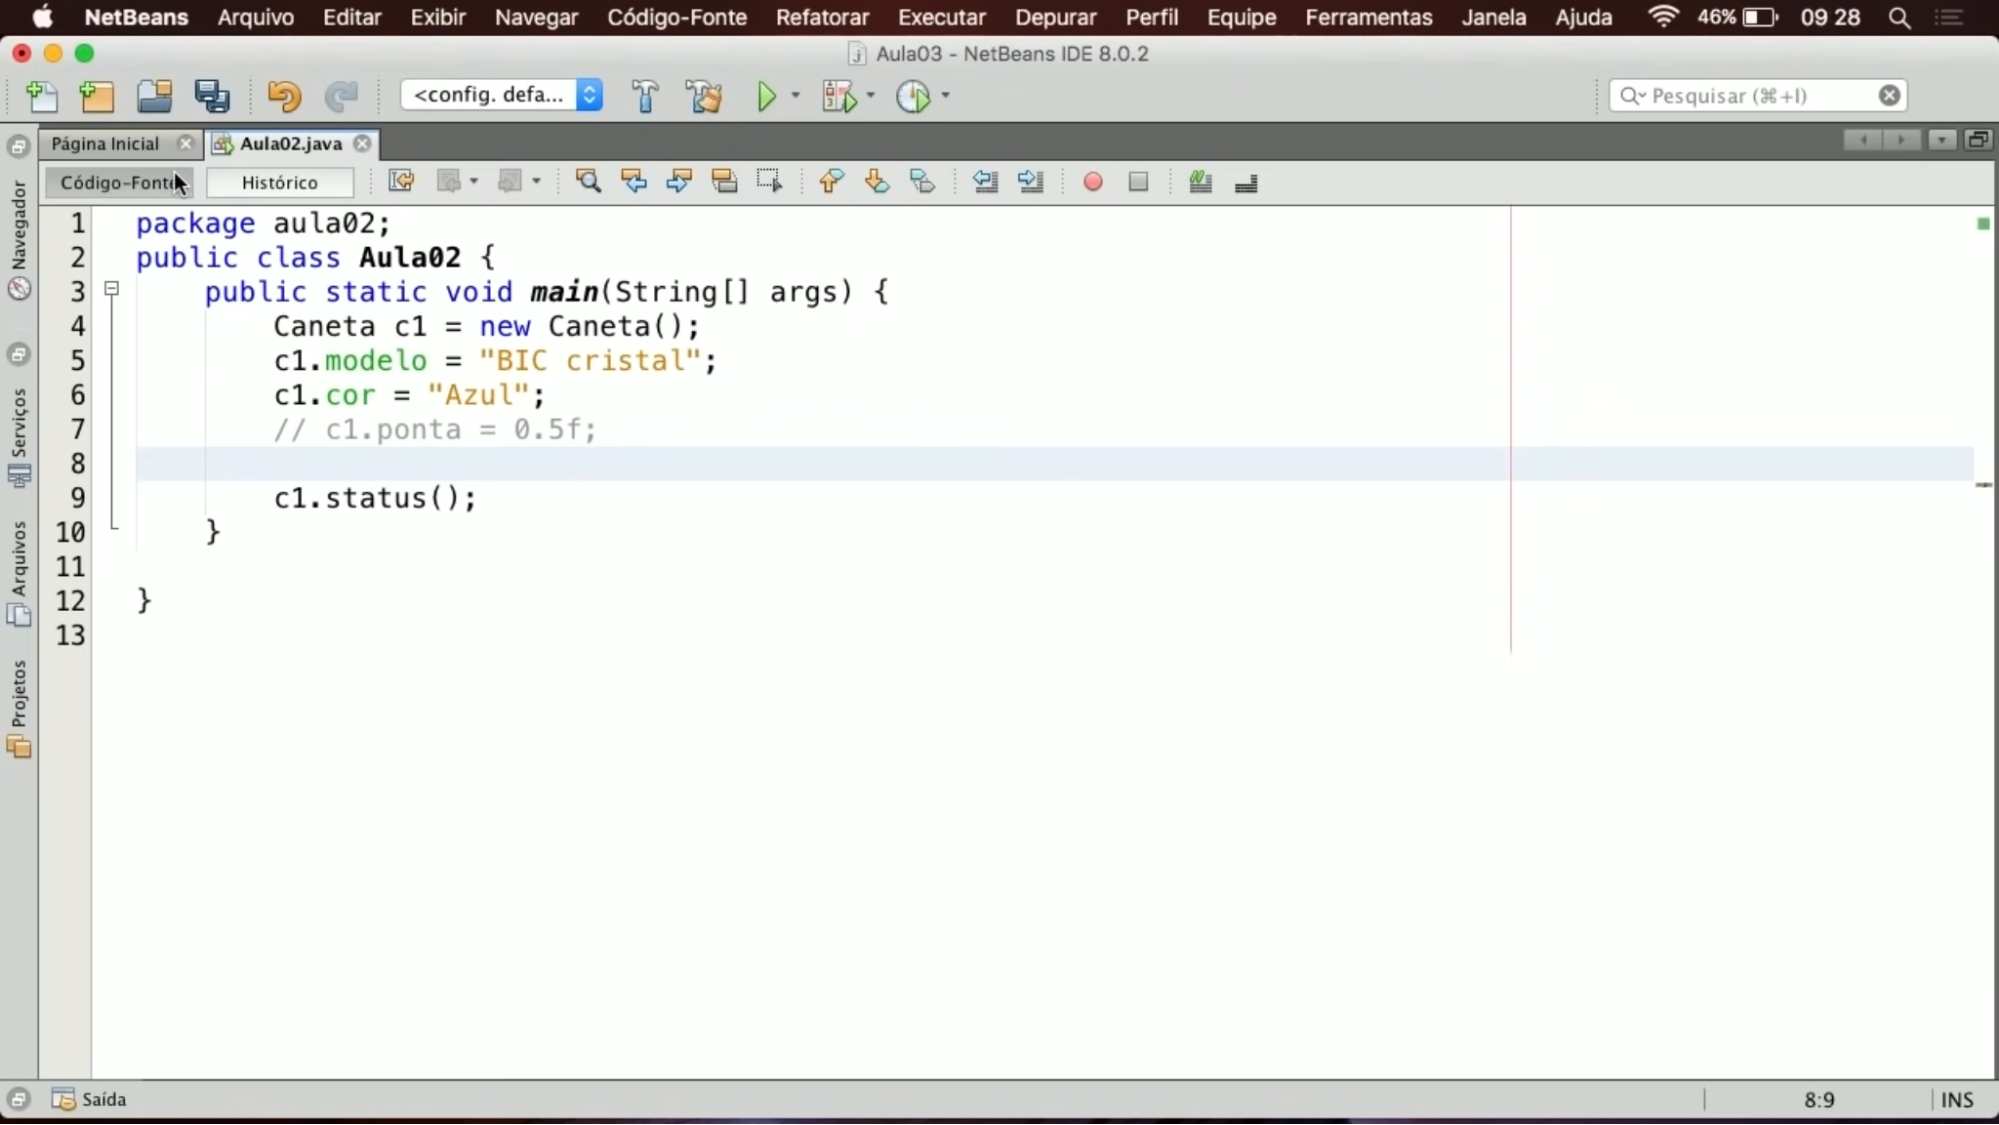 NetBeans Arquivo Editar Exibir Navegar Código-Fonte Refatorar Executar Depurar Perfil Equipe Ferramentas Janela Ajuda 46% 09 28
Aula03 - NetBeans IDE 8.0.2
<config. defa... Pesquisar (⌘+I)
Página Inicial Aula02.java
Código-Fonte Histórico
Navegador
Serviços
Arquivos
Projetos
1 package aula02;
2 public class Aula02 {
3 public static void main(String[] args) {
4 Caneta c1 = new Caneta();
5 c1.modelo = "BIC cristal";
6 c1.cor = "Azul";
7 // c1.ponta = 0.5f;
8
9 c1.status();
10 }
11
12 }
13
Saída 8:9 INS